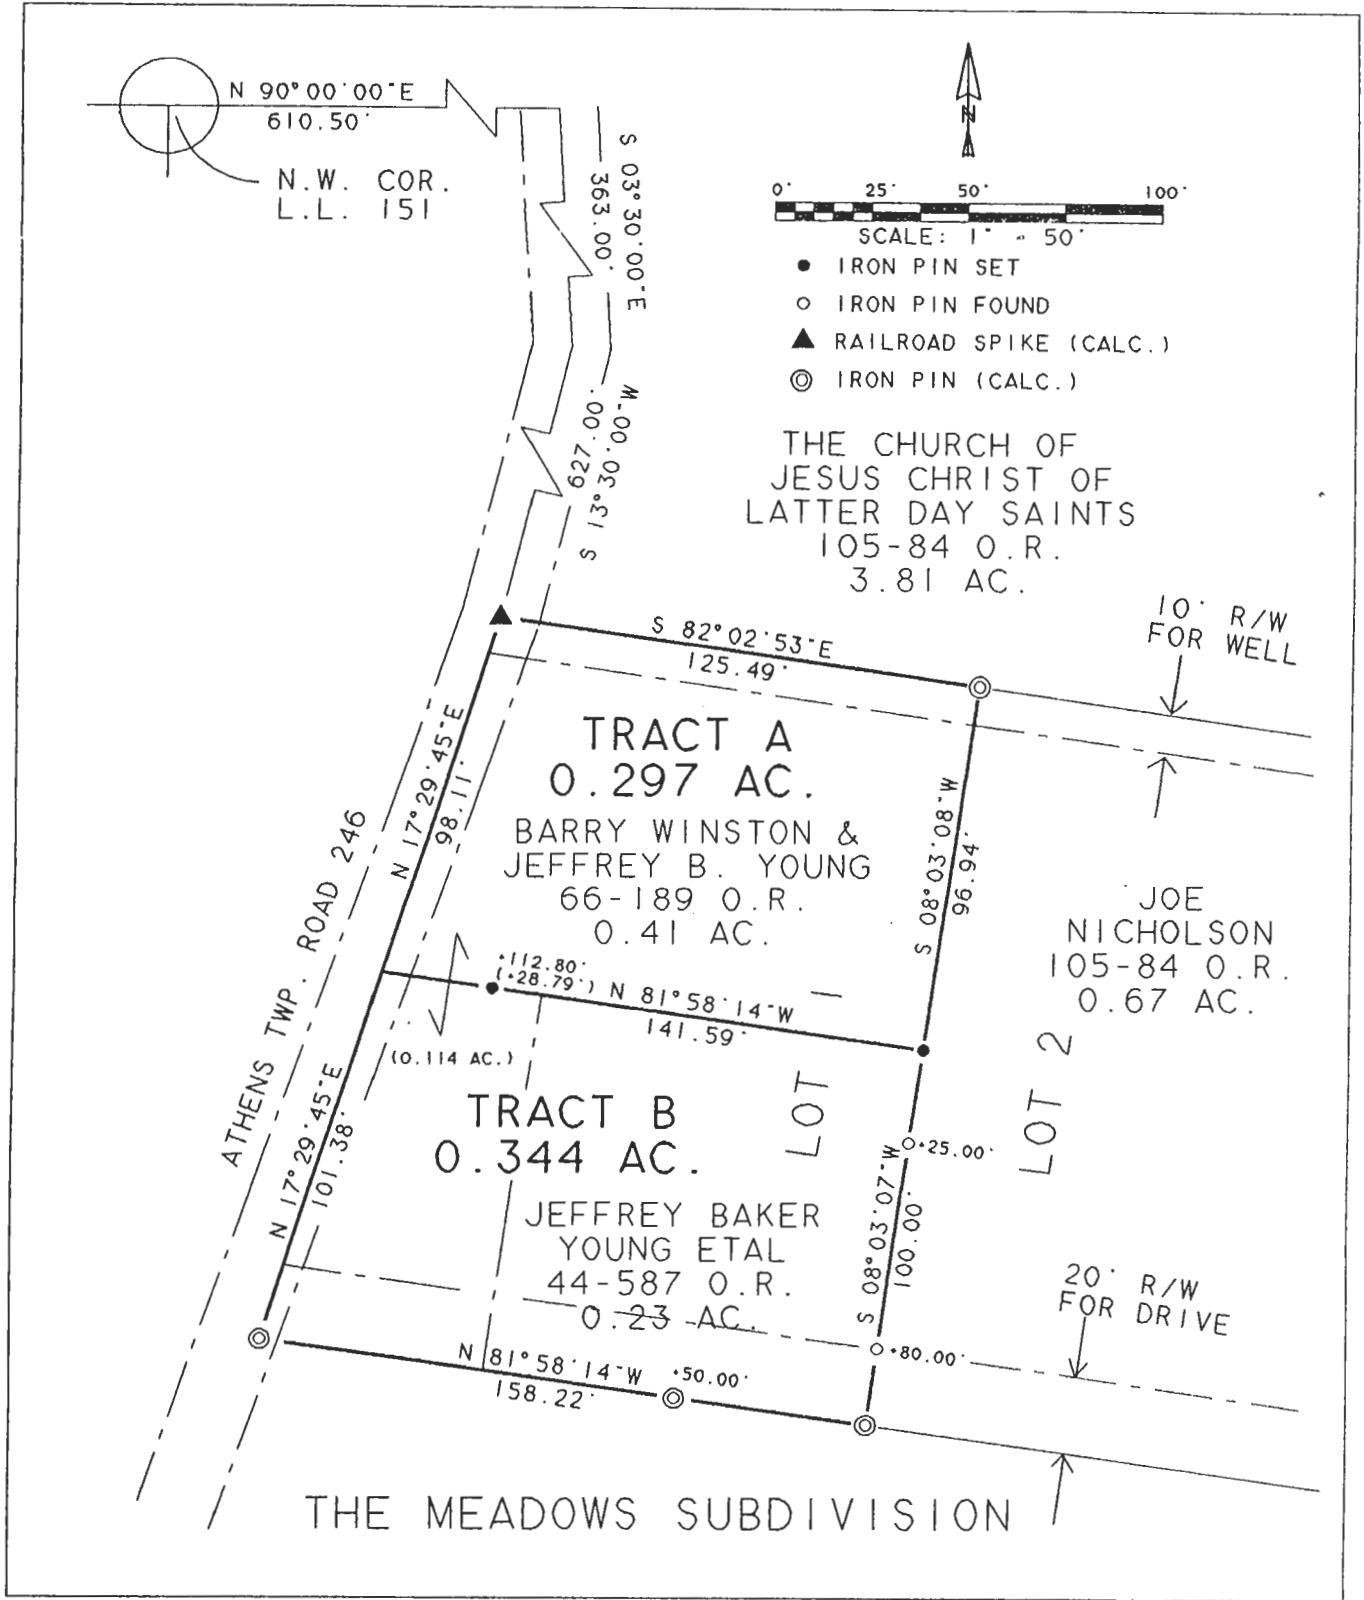 N 90°00'00"E
610.50'
N.W. COR.
L.L. 151
S 03°30'00"E
363.00'
N
0' 25' 50' 100'
SCALE: 1" = 50'
IRON PIN SET
IRON PIN FOUND
RAILROAD SPIKE (CALC.)
IRON PIN (CALC.)
627.00'
S 13°30'00"W
THE CHURCH OF
JESUS CHRIST OF
LATTER DAY SAINTS
105-84 O.R.
3.81 AC.
10' R/W
FOR WELL
S 82°02'53"E
125.49'
TRACT A
0.297 AC.
BARRY WINSTON &
JEFFREY B. YOUNG
66-189 O.R.
0.41 AC.
N 17°29'45"E
98.11'
S 08°03'08"W
96.94'
JOE
NICHOLSON
105-84 O.R.
0.67 AC.
ATHENS TWP. ROAD 246
+112.80'
(+28.79')
N 81°58'14"W
141.59'
(0.114 AC.)
LOT 1
LOT 2
N 17°29'45"E
101.38'
TRACT B
0.344 AC.
JEFFREY BAKER
YOUNG ETAL
44-587 O.R.
0.23 AC.
+25.00'
S 08°03'07"W
100.00'
20' R/W
FOR DRIVE
+80.00'
N 81°58'14"W
158.22'
+50.00'
THE MEADOWS SUBDIVISION